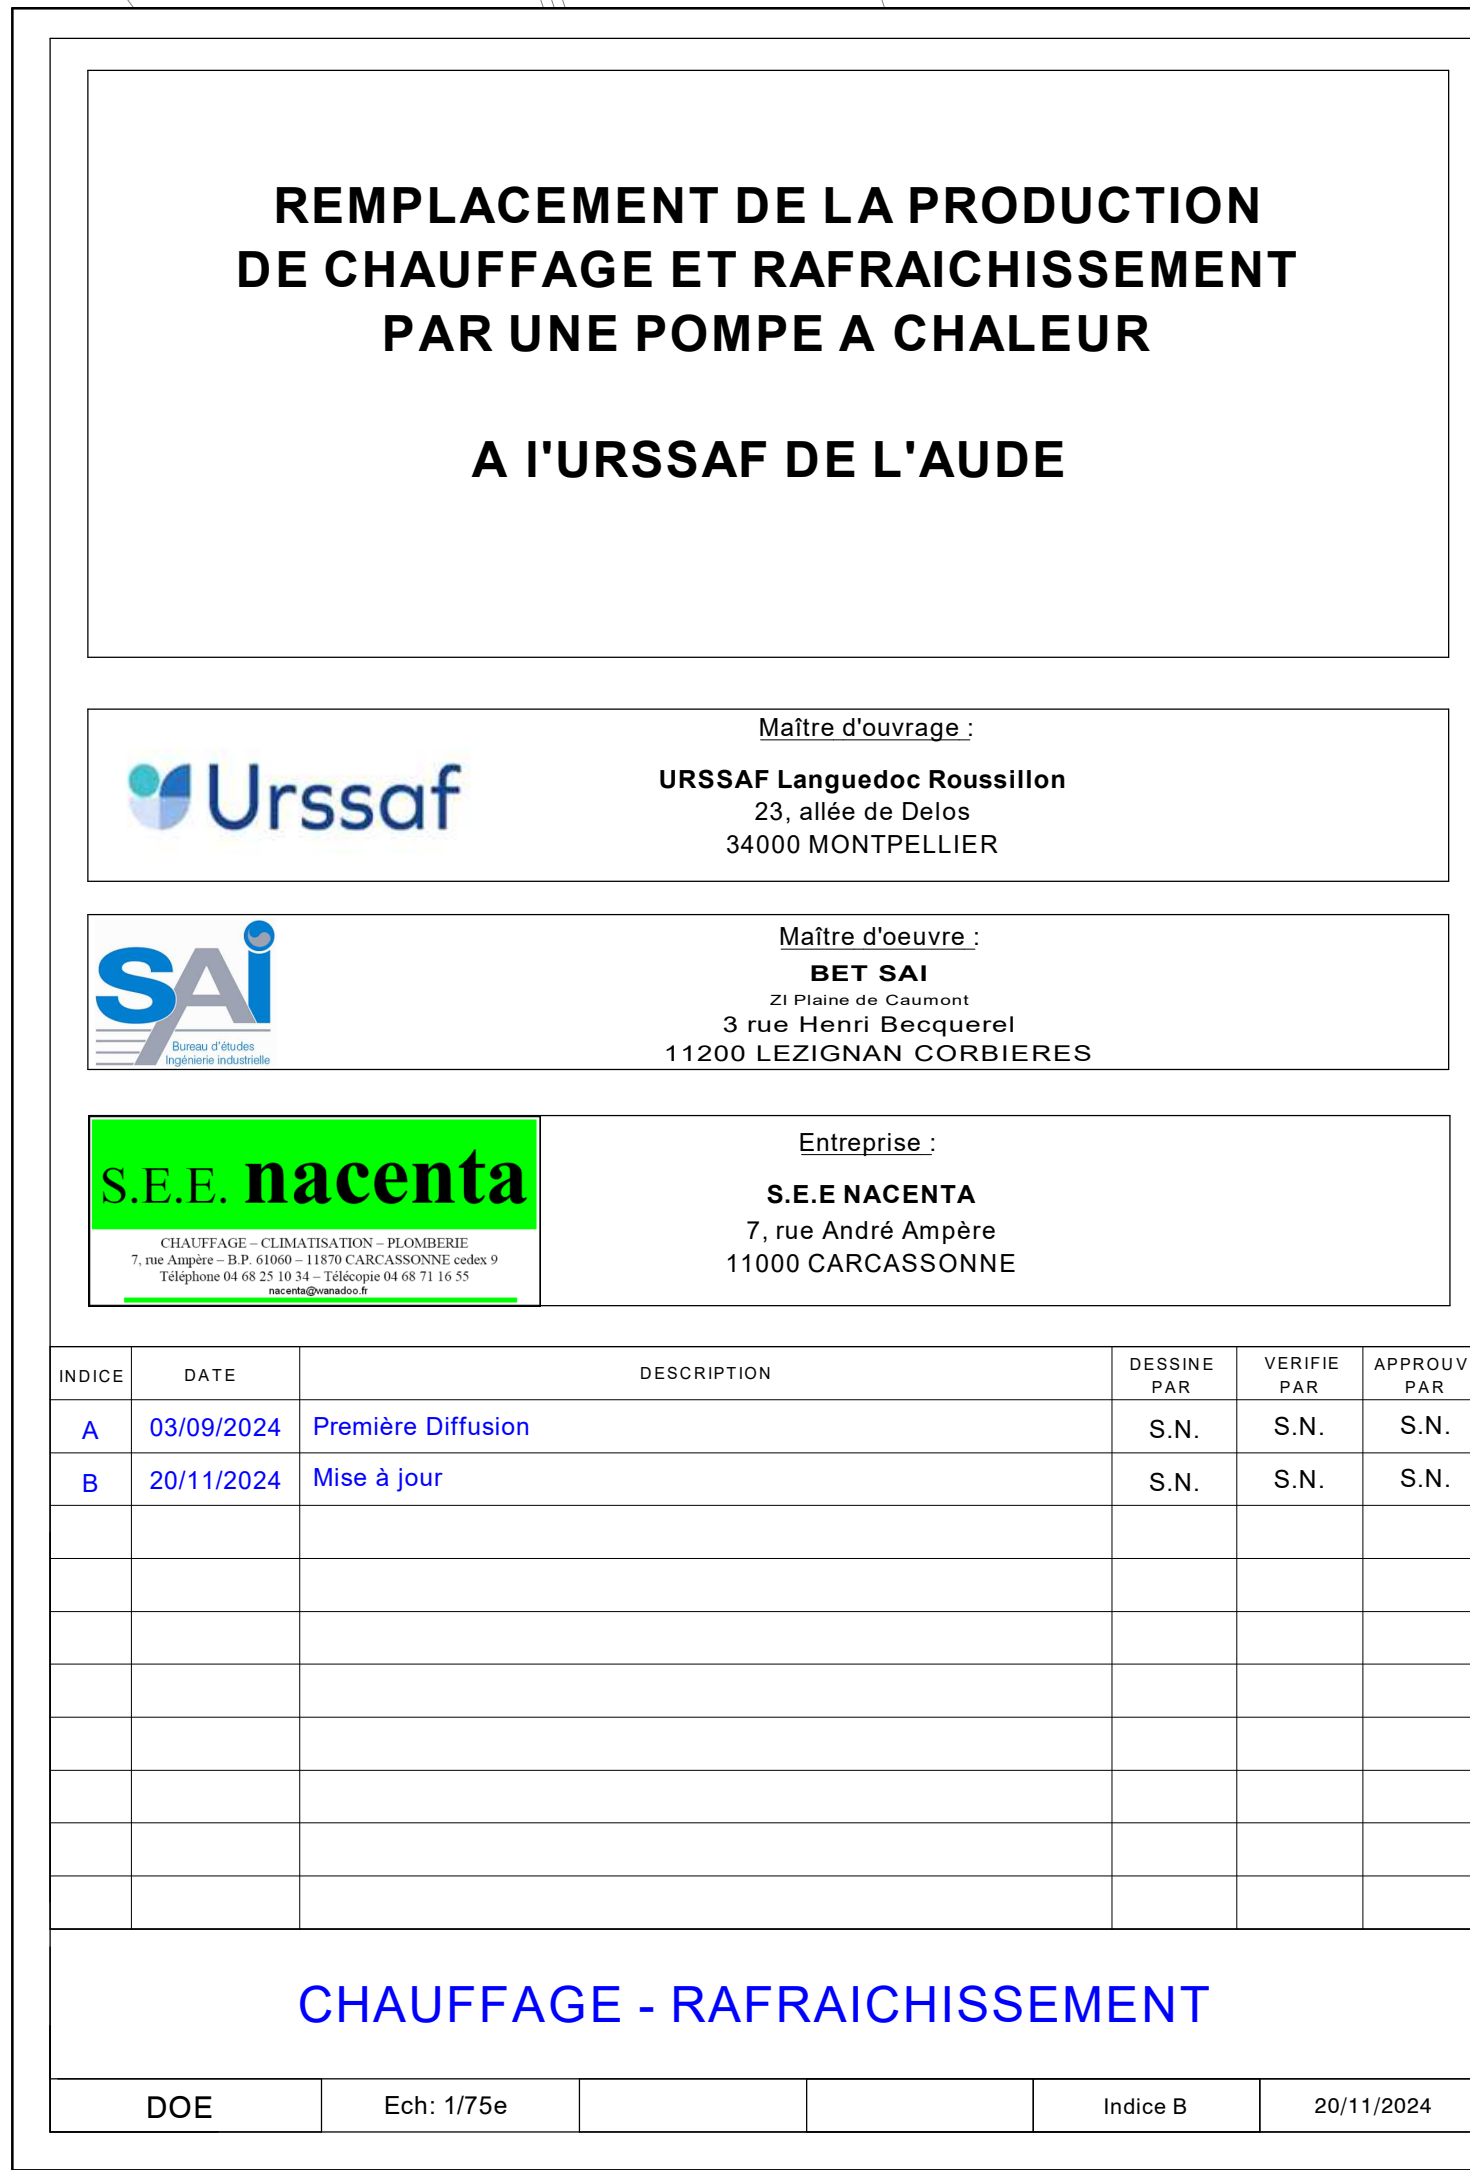 REMPLACEMENT DE LA PRODUCTION
DE CHAUFFAGE ET RAFRAICHISSEMENT
PAR UNE POMPE A CHALEUR
A l'URSSAF DE L'AUDE
Urssaf
Maître d'ouvrage :
URSSAF Languedoc Roussillon
23, allée de Delos
34000 MONTPELLIER
SAI
Bureau d'études
Ingénierie industrielle
Maître d'oeuvre :
BET SAI
ZI Plaine de Caumont
3 rue Henri Becquerel
11200 LEZIGNAN CORBIERES
S.E.E. nacenta
CHAUFFAGE – CLIMATISATION – PLOMBERIE
7, rue Ampère – B.P. 61060 – 11870 CARCASSONNE cedex 9
Téléphone 04 68 25 10 34 – Télécopie 04 68 71 16 55
nacenta@wanadoo.fr
Entreprise :
S.E.E NACENTA
7, rue André Ampère
11000 CARCASSONNE
INDICE DATE DESCRIPTION DESSINE PAR VERIFIE PAR APPROUV PAR
A 03/09/2024 Première Diffusion S.N. S.N. S.N.
B 20/11/2024 Mise à jour S.N. S.N. S.N.
CHAUFFAGE - RAFRAICHISSEMENT
DOE Ech: 1/75e Indice B 20/11/2024